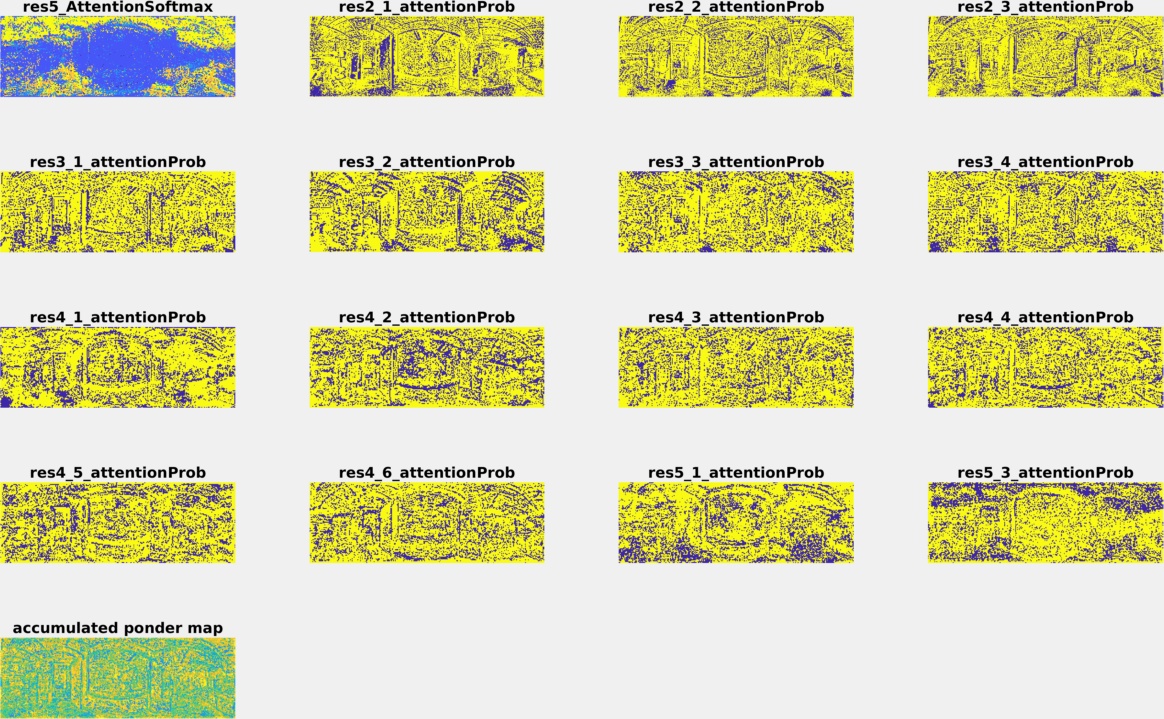 res5_AttentionSoftmax
res2_1_attentionProb
res2_2_attentionProb
res2_3_attentionProb
res3_1_attentionProb
res3_2_attentionProb
res3_3_attentionProb
res3_4_attentionProb
res4_1_attentionProb
res4_2_attentionProb
res4_3_attentionProb
res4_4_attentionProb
res4_5_attentionProb
res4_6_attentionProb
res5_1_attentionProb
res5_3_attentionProb
accumulated ponder map